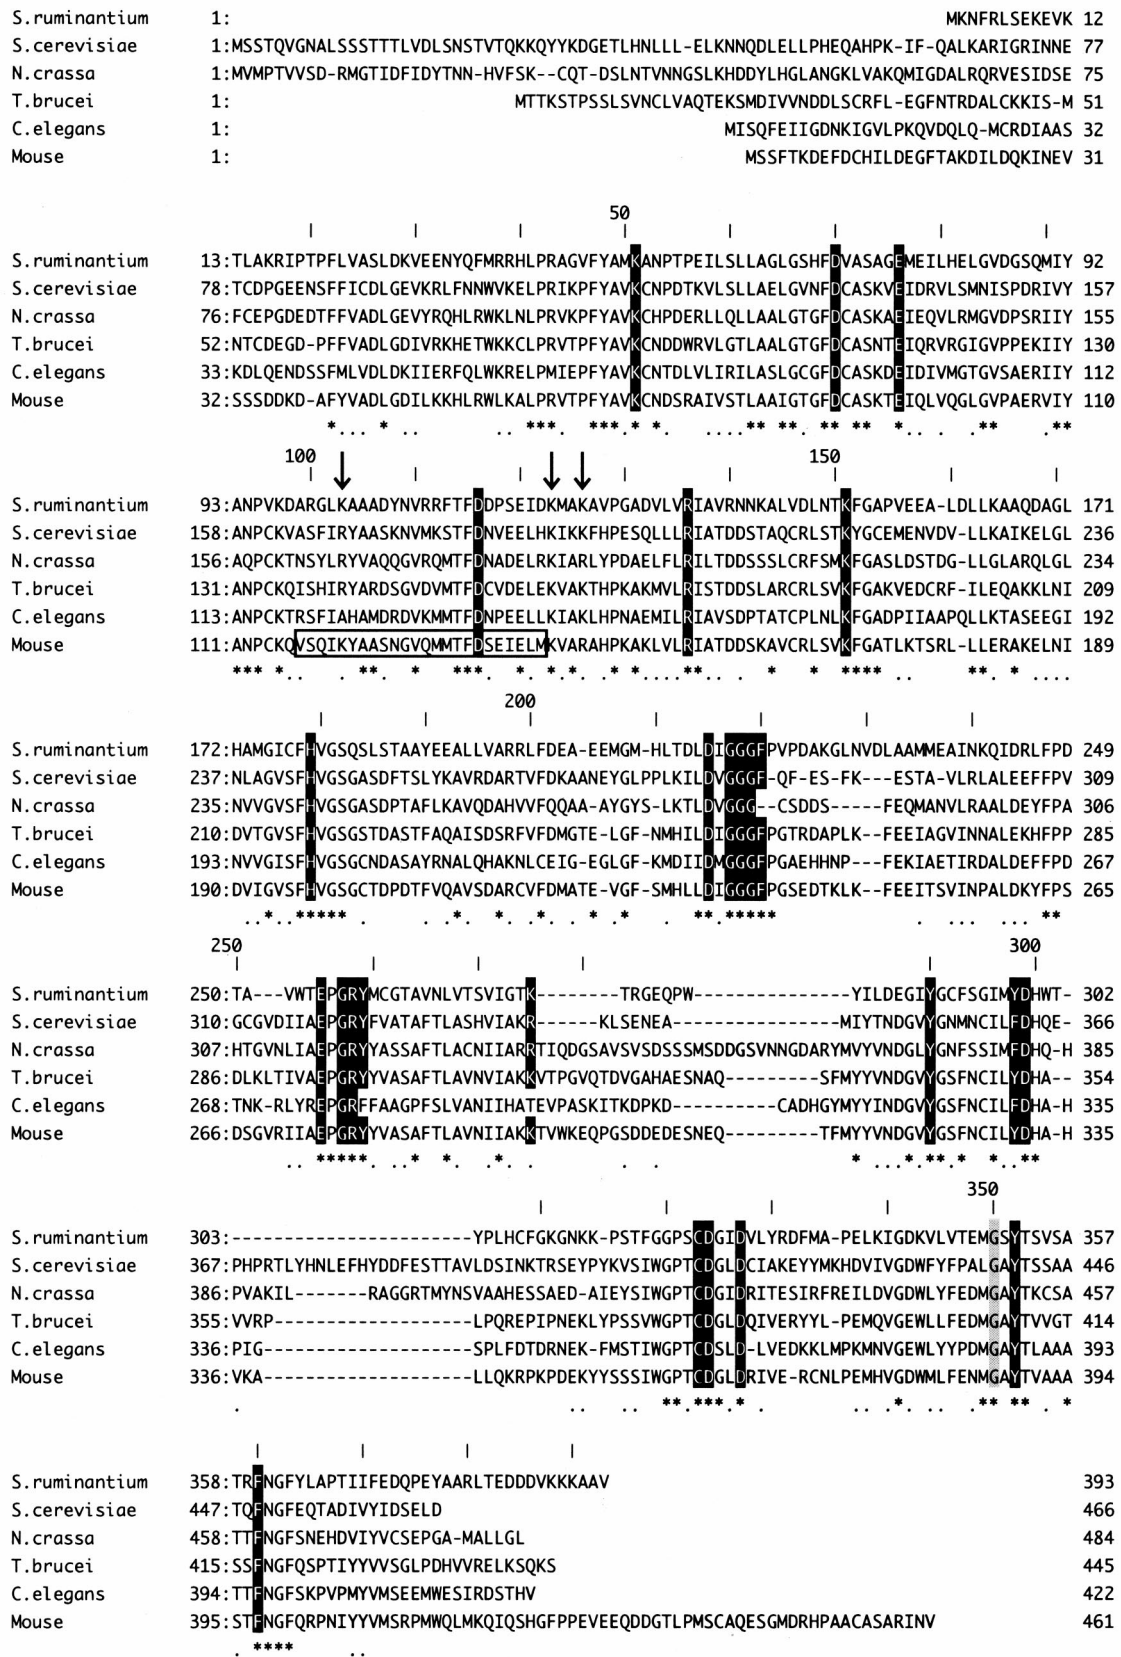 S.ruminantium 1: MKNFRLSEKEVK 12
S.cerevisiae 1:MSSTQVGNALSSSTTTLVDLSNSTVTQKKQYYKDGETLHNLLL-ELKNNQDLELLPHEQAHPK-IF-QALKARIGRINNE 77
N.crassa 1:MVMPTVVSD-RMGTIDFIDYTNN-HVFSK--CQT-DSLNTVNNGSLKHDDYLHGLANGKLVAKQMIGDALRQRVESIDSE 75
T.brucei 1: MTTKSTPSSLSVNCLVAQTEKSMDIVVNDDLSCRFL-EGFNTRDALCKKIS-M 51
C.elegans 1: MISQFEIIGDNKIGVLPKQVDQLQ-MCRDIAAS 32
Mouse 1: MSSFTKDEFDCHILDEGFTAKDILDQKINEV 31
50
S.ruminantium 13:TLAKRIPTPFLVASLDKVEENYQFMRRHLPRAGVFYAMKANPTPEILSLLAGLGSHFDVASAGEMEILHELGVDGSQMIY 92
S.cerevisiae 78:TCDPGEENSFFICDLGEVKRLFNNWVKELPRIKPFYAVKCNPDTKVLSLLAELGVNFDCASKVEIDRVLSMNISPDRIVY 157
N.crassa 76:FCEPGDEDTFFVADLGEVYRQHLRWKLNLPRVKPFYAVKCHPDERLLQLLAALGTGFDCASKAEIEQVLRMGVDPSRIIY 155
T.brucei 52:NTCDEGD-PFFVADLGDIVRKHETWKKCLPRVTPFYAVKCNDDWRVLGTLAALGTGFDCASNTEIQRVRGIGVPPEKIIY 130
C.elegans 33:KDLQENDSSFMLVDLDKIIERFQLWKRELPMIEPFYAVKCNTDLVLIRILASLGCGFDCASKDEIDIVMGTGVSAERIIY 112
Mouse 32:SSSDDKD-AFYVADLGDILKKHLRWLKALPRVTPFYAVKCNDSRAIVSTLAAIGTGFDCASKTEIQLVQGLGVPAERVIY 110
100 150
S.ruminantium 93:ANPVKDARGLKAAADYNVRRFTFDDPSEIDKMAKAVPGADVLVRIAVRNNKALVDLNTKFGAPVEEA-LDLLKAAQDAGL 171
S.cerevisiae 158:ANPCKVASFIRYAASKNVMKSTFDNVEELHKIKKFHPESQLLLRIATDDSTAQCRLSTKYGCEMENVDV-LLKAIKELGL 236
N.crassa 156:AQPCKTNSYLRYVAQQGVRQMTFDNADELRKIARLYPDAELFLRILTDDSSSLCRFSMKFGASLDSTDG-LLGLARQLGL 234
T.brucei 131:ANPCKQISHIRYARDSGVDVMTFDCVDELEKVAKTHPKAKMVLRISTDDSLARCRLSVKFGAKVEDCRF-ILEQAKKLNI 209
C.elegans 113:ANPCKTRSFIAHAMDRDVKMMTFDNPEELLKIAKLHPNAEMILRIAVSDPTATCPLNLKFGADPIIAAPQLLKTASEEGI 192
Mouse 111:ANPCKQVSQIKYAASNGVQMMTFDSEIELMKVARAHPKAKLVLRIATDDSKAVCRLSVKFGATLKTSRL-LLERAKELNI 189
200
S.ruminantium 172:HAMGICFHVGSQSLSTAAYEEALLVARRLFDEA-EEMGM-HLTDLDIGGGFPVPDAKGLNVDLAAMMEAINKQIDRLFPD 249
S.cerevisiae 237:NLAGVSFHVGSGASDFTSLYKAVRDARTVFDKAANEYGLPPLKILDVGGGF-QF-ES-FK---ESTA-VLRLALEEFFPV 309
N.crassa 235:NVVGVSFHVGSGASDPTAFLKAVQDAHVVFQQAA-AYGYS-LKTLDVGGG--CSDDS-----FEQMANVLRAALDEYFPA 306
T.brucei 210:DVTGVSFHVGSGSTDASTFAQAISDSRFVFDMGTE-LGF-NMHILDIGGGFPGTRDAPLK--FEEIAGVINNALEKHFPP 285
C.elegans 193:NVVGISFHVGSGCNDASAYRNALQHAKNLCEIG-EGLGF-KMDIIDMGGGFPGAEHHNP---FEKIAETIRDALDEFFPD 267
Mouse 190:DVIGVSFHVGSGCTDPDTFVQAVSDARCVFDMATE-VGF-SMHLLDIGGGFPGSEDTKLK--FEEITSVINPALDKYFPS 265
250 300
S.ruminantium 250:TA---VWTEPGRYMCGTAVNLVTSVIGTK--------TRGEQPW---------------YILDEGIYGCFSGIMYDHWT- 302
S.cerevisiae 310:GCGVDIIAEPGRYFVATAFTLASHVIAKR------KLSENEA----------------MIYTNDGVYGNMNCILFDHQE- 366
N.crassa 307:HTGVNLIAEPGRYYASSAFTLACNIIARRTIQDGSAVSVSDSSSMSDDGSVNNGDARYMVYVNDGLYGNFSSIMFDHQ-H 385
T.brucei 286:DLKLTIVAEPGRYYVASAFTLAVNVIAKKVTPGVQTDVGAHAESNAQ---------SFMYYVNDGVYGSFNCILYDHA-- 354
C.elegans 268:TNK-RLYREPGRFFAAGPFSLVANIIHATEVPASKITKDPKD----------CADHGYMYYINDGVYGSFNCILFDHA-H 335
Mouse 266:DSGVRIIAEPGRYYVASAFTLAVNIIAKKTVWKEQPGSDDEDESNEQ---------TFMYYVNDGVYGSFNCILYDHA-H 335
350
S.ruminantium 303:-----------------------YPLHCFGKGNKK-PSTFGGPSCDGIDVLYRDFMA-PELKIGDKVLVTEMGSYTSVSA 357
S.cerevisiae 367:PHPRTLYHNLEFHYDDFESTTAVLDSINKTRSEYPYKVSIWGPTCDGLDCIAKEYYMKHDVIVGDWFYFPALGAYTSSAA 446
N.crassa 386:PVAKIL-------RAGGRTMYNSVAAHESSAED-AIEYSIWGPTCDGIDRITESIRFREILDVGDWLYFEDMGAYTKCSA 457
T.brucei 355:VVRP-------------------LPQREPIPNEKLYPSSVWGPTCDGLDQIVERYYL-PEMQVGEWLLFEDMGAYTVVGT 414
C.elegans 336:PIG--------------------SPLFDTDRNEK-FMSTIWGPTCDSLD-LVEDKKLMPKMNVGEWLYYPDMGAYTLAAA 393
Mouse 336:VKA--------------------LLQKRPKPDEKYYSSSIWGPTCDGLDRIVE-RCNLPEMHVGDWMLFENMGAYTVAAA 394
S.ruminantium 358:TRFNGFYLAPTIIFEDQPEYAARLTEDDDVKKKAAV 393
S.cerevisiae 447:TQFNGFEQTADIVYIDSELD 466
N.crassa 458:TTFNGFSNEHDVIYVCSEPGA-MALLGL 484
T.brucei 415:SSFNGFQSPTIYYVVSGLPDHVVRELKSQKS 445
C.elegans 394:TTFNGFSKPVPMYVMSEEMWESIRDSTHV 422
Mouse 395:STFNGFQRPNIYYVMSRPMWQLMKQIQSHGFPPEVEEQDDGTLPMSCAQESGMDRHPAACASARINV 461